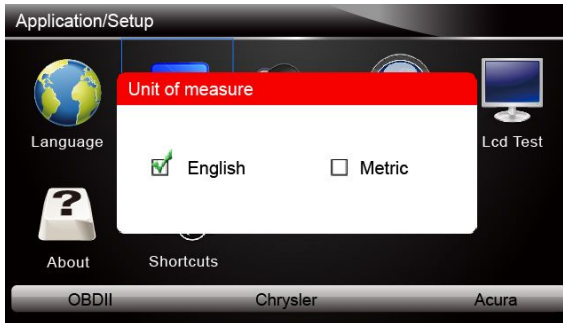 Application/Setup
Unit of measure
Language
Lcd Test
English
Metric
?
About
Shortcuts
OBDII
Chrysler
Acura